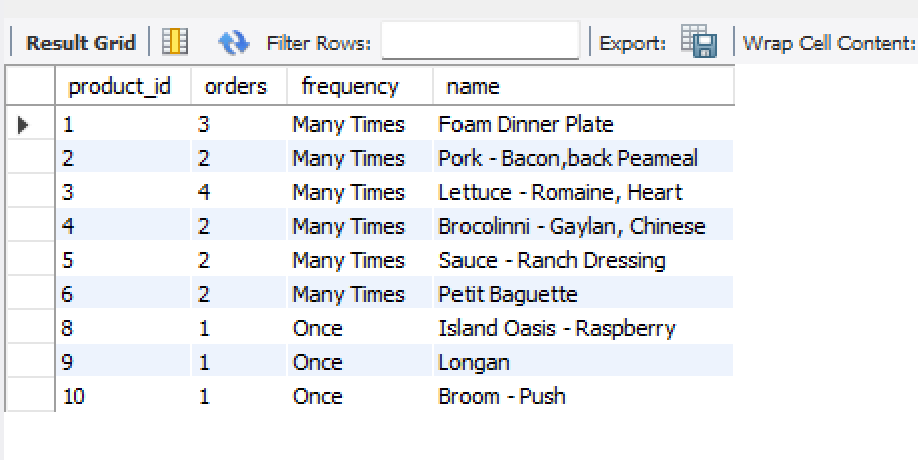 Result Grid Filter Rows: Export: Wrap Cell Content:
product_id orders frequency name
1 3 Many Times Foam Dinner Plate
2 2 Many Times Pork - Bacon,back Peameal
3 4 Many Times Lettuce - Romaine, Heart
4 2 Many Times Brocolinni - Gaylan, Chinese
5 2 Many Times Sauce - Ranch Dressing
6 2 Many Times Petit Baguette
8 1 Once Island Oasis - Raspberry
9 1 Once Longan
10 1 Once Broom - Push